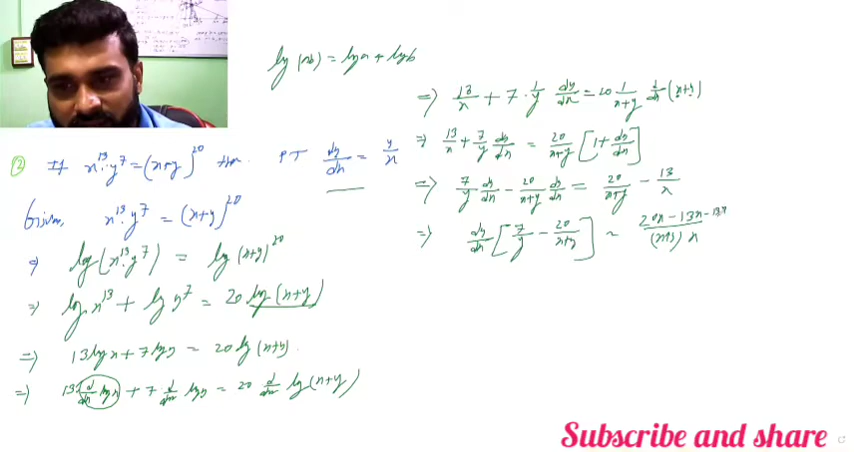 log(ab) = log a + log b
② If x^13 · y^7 = (x+y)^20 then PT dy/dx = y/x
Given, x^13 · y^7 = (x+y)^20
⇒ log(x^13 · y^7) = log(x+y)^20
⇒ log x^13 + log y^7 = 20 log(x+y)
⇒ 13 log x + 7 log y = 20 log(x+y).
⇒ 13 d/dx log x + 7 d/dx log y = 20 d/dx log(x+y)
⇒ 13/x + 7 · 1/y dy/dx = 20 1/(x+y) d/dx (x+y)
⇒ 13/x + 7/y dy/dx = 20/(x+y) [1 + dy/dx]
⇒ 7/y dy/dx - 20/(x+y) dy/dx = 20/(x+y) - 13/x
⇒ dy/dx [7/y - 20/(x+y)] = (20x - 13x - 13y)/((x+y) x)
Subscribe and share